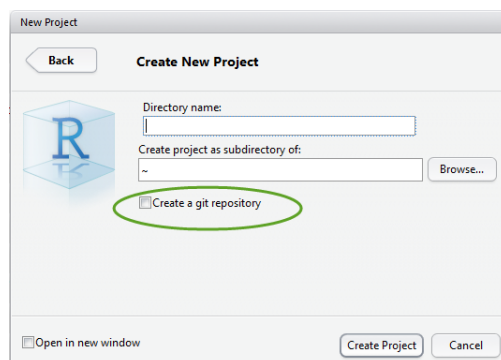 New Project
Back
Create New Project
R
Directory name:
Create project as subdirectory of:
~
Browse...
Create a git repository
Open in new window
Create Project
Cancel